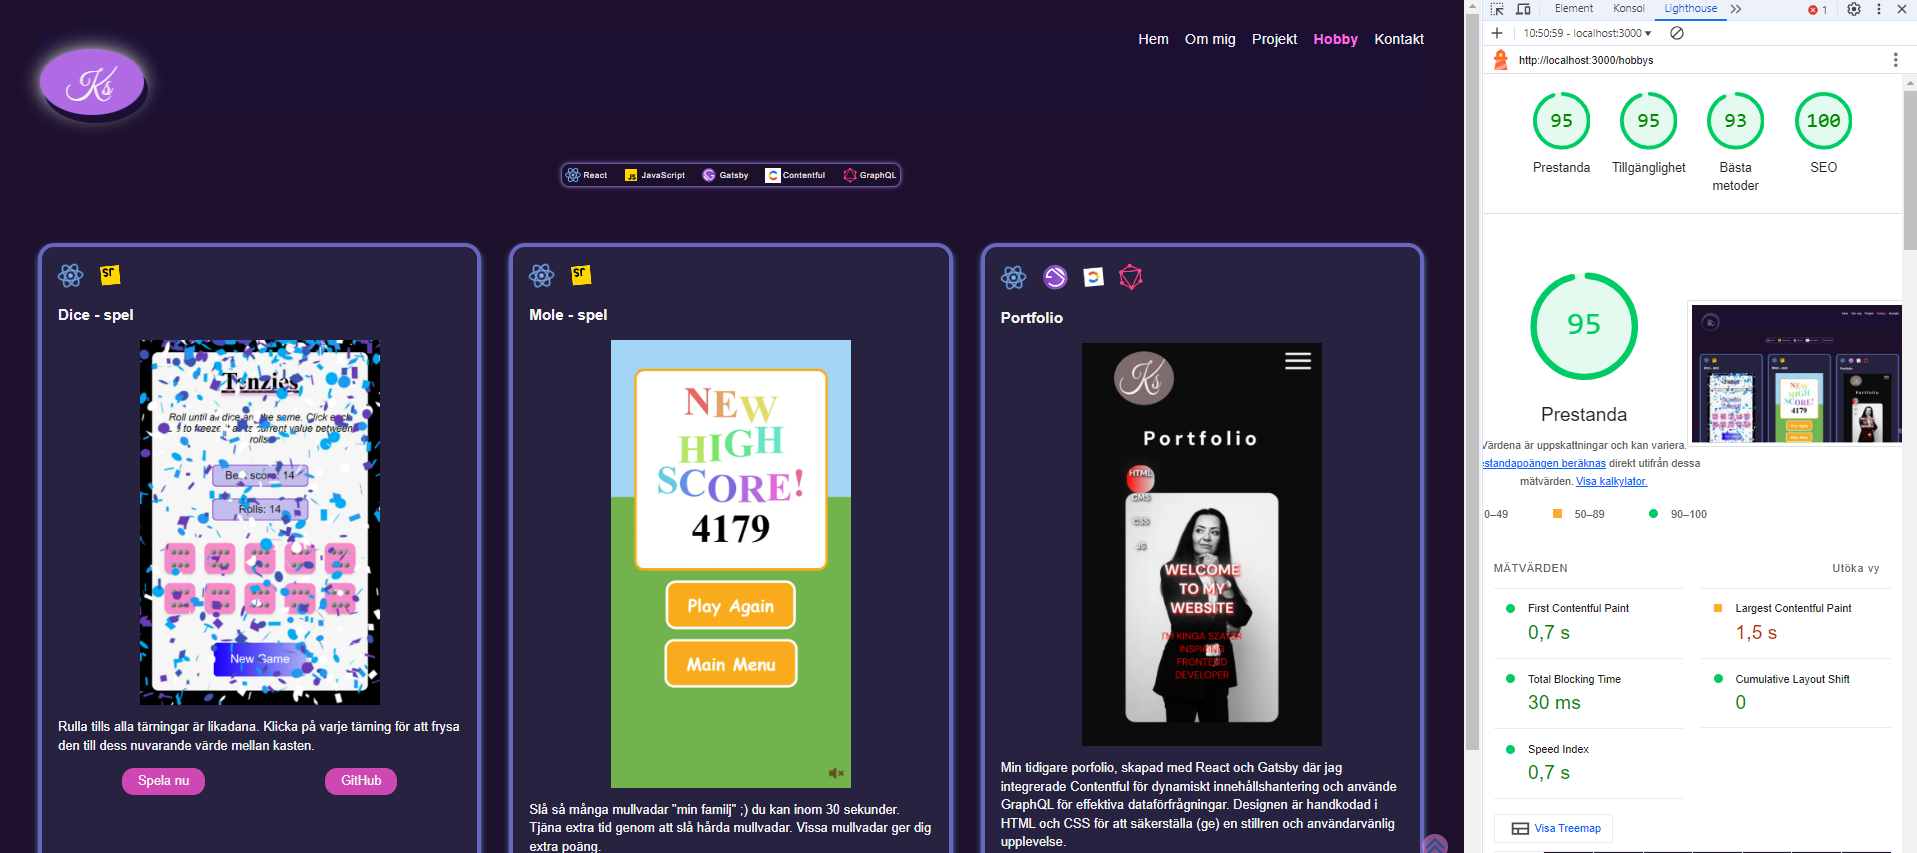 Hem Om mig Projekt Hobby Kontakt
Ks
React JavaScript Gatsby Contentful GraphQL
Dice - spel
Tenzies
Roll until all dice are the same. Click each
to freeze it at its current value between
rolls.
Best score: 14
Rolls: 14
New Game
Rulla tills alla tärningar är likadana. Klicka på varje tärning för att frysa
den till dess nuvarande värde mellan kasten.
Spela nu GitHub
Mole - spel
NEW
HIGH
SCORE!
4179
Play Again
Main Menu
Slå så många mullvadar "min familj" ;) du kan inom 30 sekunder.
Tjäna extra tid genom att slå hårda mullvadar. Vissa mullvadar ger dig
extra poäng.
Portfolio
Ks
Portfolio
HTML
CMS
CSS
JS
WELCOME
TO MY
WEBSITE
I'M KINGA SZATER
INSPIRING
FRONTEND
DEVELOPER
Min tidigare porfolio, skapad med React och Gatsby där jag
integrerade Contentful för dynamiskt innehållshantering och använde
GraphQL för effektiva dataförfrågningar. Designen är handkodad i
HTML och CSS för att säkerställa (ge) en stillren och användarvänlig
upplevelse.
Element Konsol Lighthouse 1
10:50:59 - localhost:3000
http://localhost:3000/hobbys
95 95 93 100
Prestanda Tillgänglighet Bästa metoder SEO
95
Prestanda
Värdena är uppskattningar och kan variera.
estandapoängen beräknas direkt utifrån dessa
mätvärden. Visa kalkylator.
0–49 50–89 90–100
MÄTVÄRDEN Utöka vy
First Contentful Paint
0,7 s
Largest Contentful Paint
1,5 s
Total Blocking Time
30 ms
Cumulative Layout Shift
0
Speed Index
0,7 s
Visa Treemap